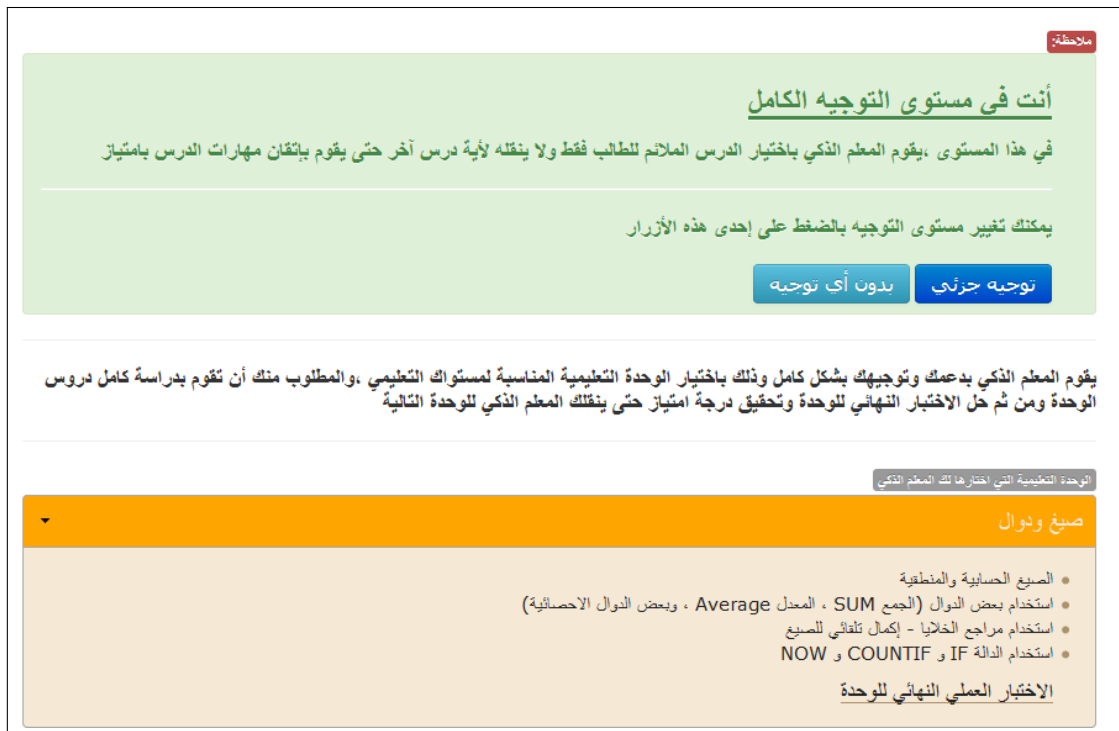 ملاحظة:
أنت في مستوى التوجيه الكامل
في هذا المستوى ،يقوم المعلم الذكي باختيار الدرس الملائم للطالب فقط ولا ينقله لأية درس آخر حتى يقوم بإتقان مهارات الدرس بامتياز
يمكنك تغيير مستوى التوجيه بالضغط على إحدى هذه الأزرار
توجيه جزئي
بدون أي توجيه
يقوم المعلم الذكي بدعمك وتوجيهك بشكل كامل وذلك باختيار الوحدة التعليمية المناسبة لمستواك التعليمي ،والمطلوب منك أن تقوم بدراسة كامل دروس
الوحدة ومن ثم حل الاختبار النهائي للوحدة وتحقيق درجة امتياز حتى ينقلك المعلم الذكي للوحدة التالية
الوحدة التعليمية التي اختارها لك المعلم الذكي
صيغ ودوال
الصيغ الحسابية والمنطقية
استخدام بعض الدوال (الجمع SUM ، المعدل Average ، وبعض الدوال الاحصائية)
استخدام مراجع الخلايا - إكمال تلقائي للصيغ
استخدام الدالة IF و COUNTIF و NOW
الاختبار العملي النهائي للوحدة